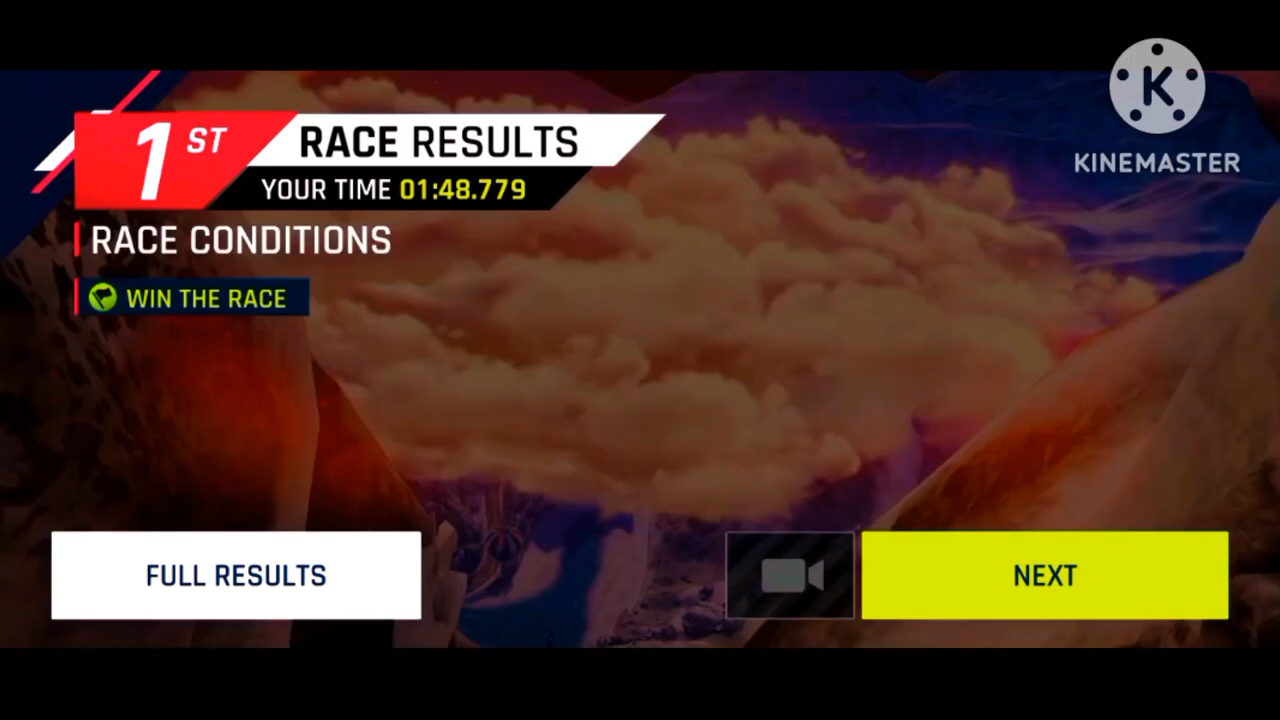 1ST
RACE RESULTS
YOUR TIME 01:48.779
RACE CONDITIONS
WIN THE RACE
K
KINEMASTER
FULL RESULTS
NEXT